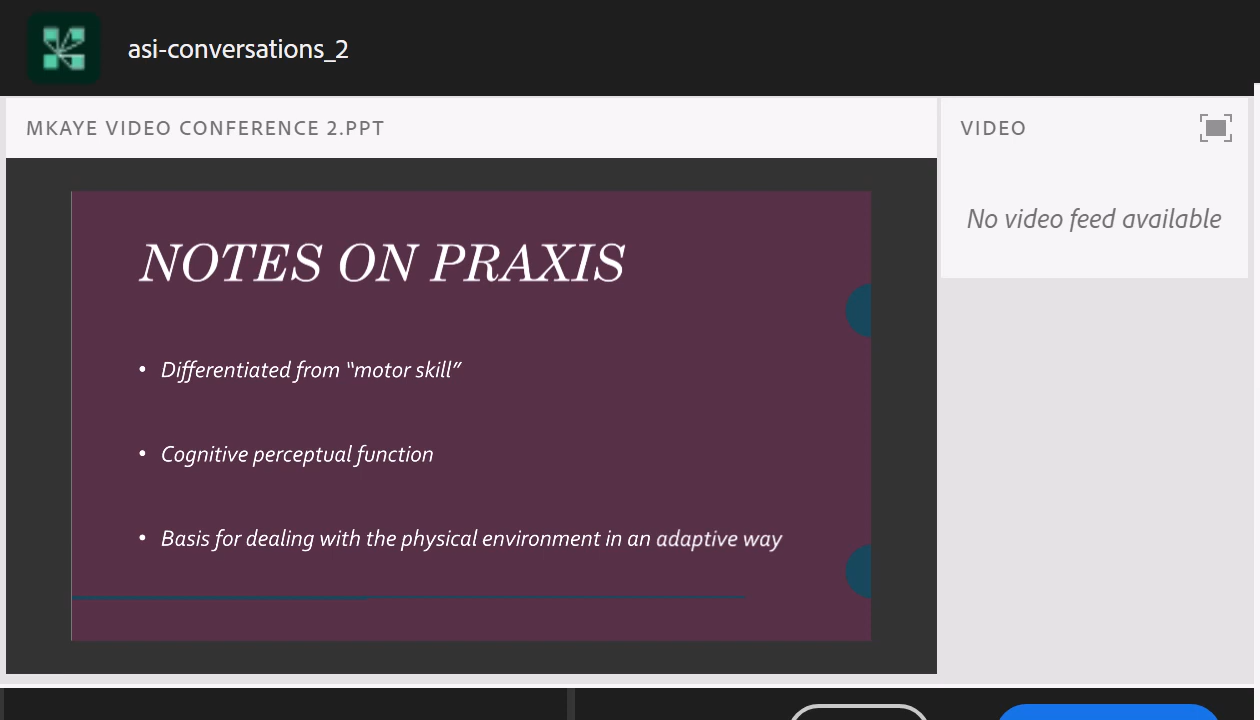 asi-conversations_2
MKAYE VIDEO CONFERENCE 2.PPT
VIDEO
No video feed available
NOTES ON PRAXIS
• Differentiated from “motor skill”
• Cognitive perceptual function
• Basis for dealing with the physical environment in an adaptive way